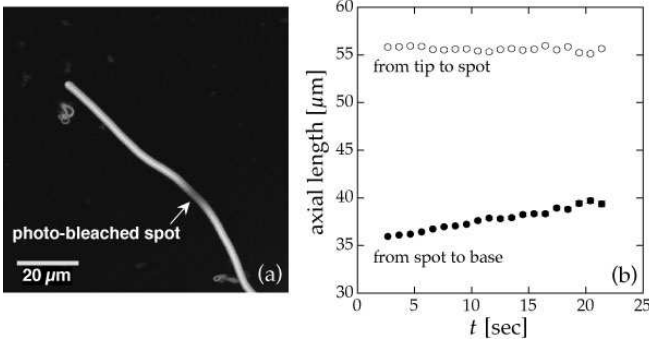 photo-bleached spot
20 μm
(a)
axial length [μm]
60
55
50
45
40
35
30
from tip to spot
from spot to base
(b)
0
5
10
15
20
25
t [sec]